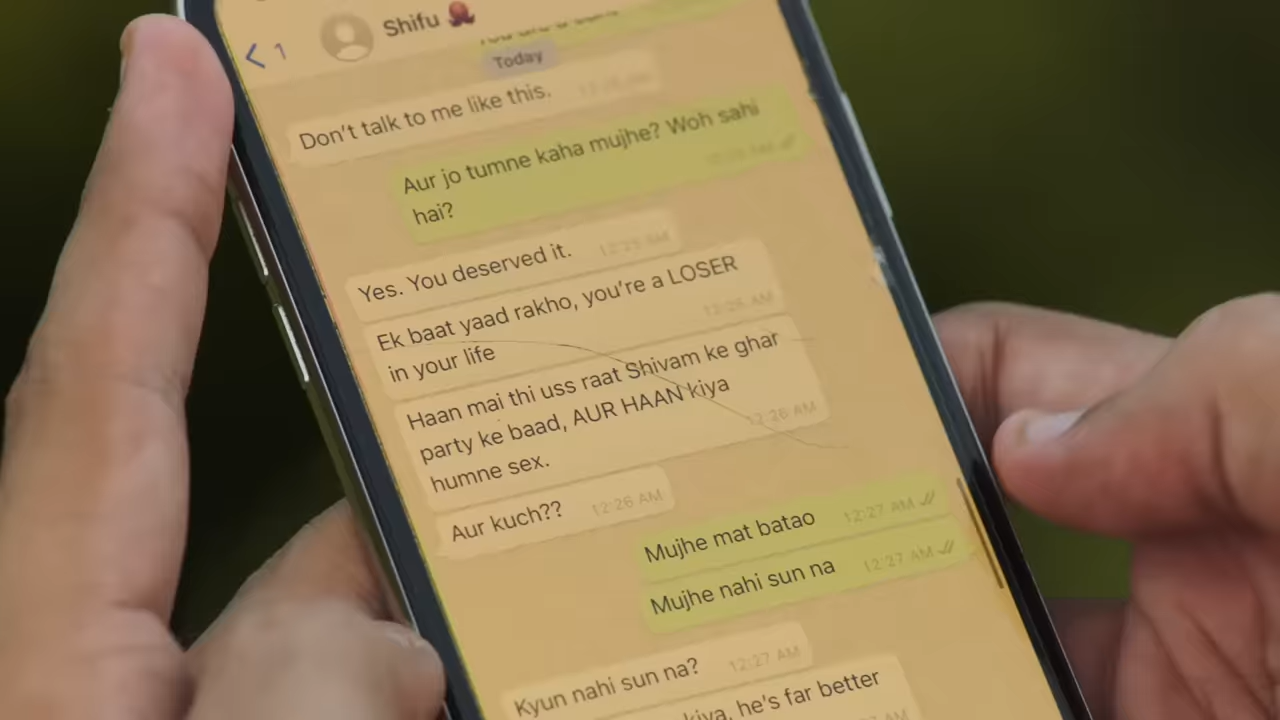 1
Shifu
Today
Don't talk to me like this.
Aur jo tumne kaha mujhe? Woh sahi
hai?
Yes. You deserved it.
12:25 AM
Ek baat yaad rakho, you're a LOSER
in your life
12:26 AM
Haan mai thi uss raat Shivam ke ghar
party ke baad, AUR HAAN kiya
humne sex.
12:26 AM
Aur kuch??
12:26 AM
Mujhe mat batao
12:27 AM
Mujhe nahi sun na
12:27 AM
Kyun nahi sun na?
12:27 AM
kiya, he's far better
AM